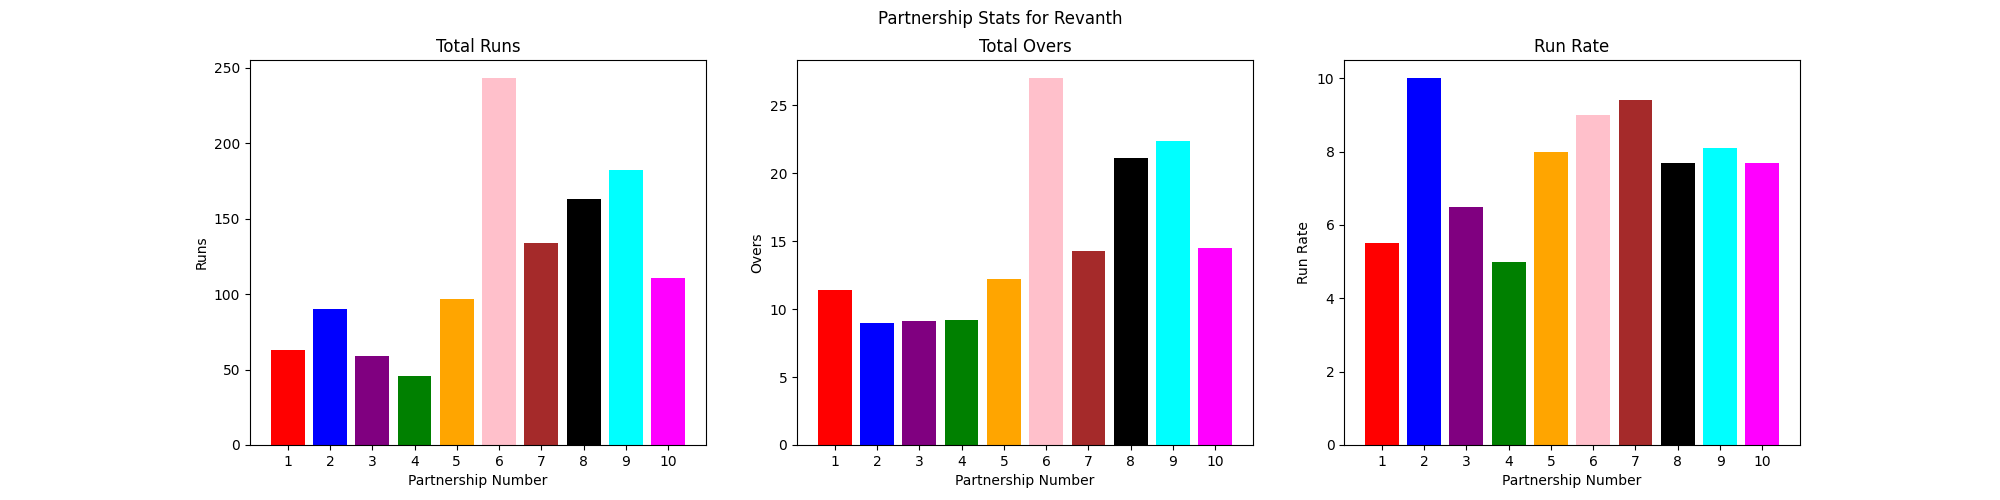 Partnership Stats for Revanth
Total Runs
250
200
150
100
50
0
Runs
1 2 3 4 5 6 7 8 9 10
Partnership Number
Total Overs
25
20
15
10
5
0
Overs
1 2 3 4 5 6 7 8 9 10
Partnership Number
Run Rate
10
8
6
4
2
0
Run Rate
1 2 3 4 5 6 7 8 9 10
Partnership Number